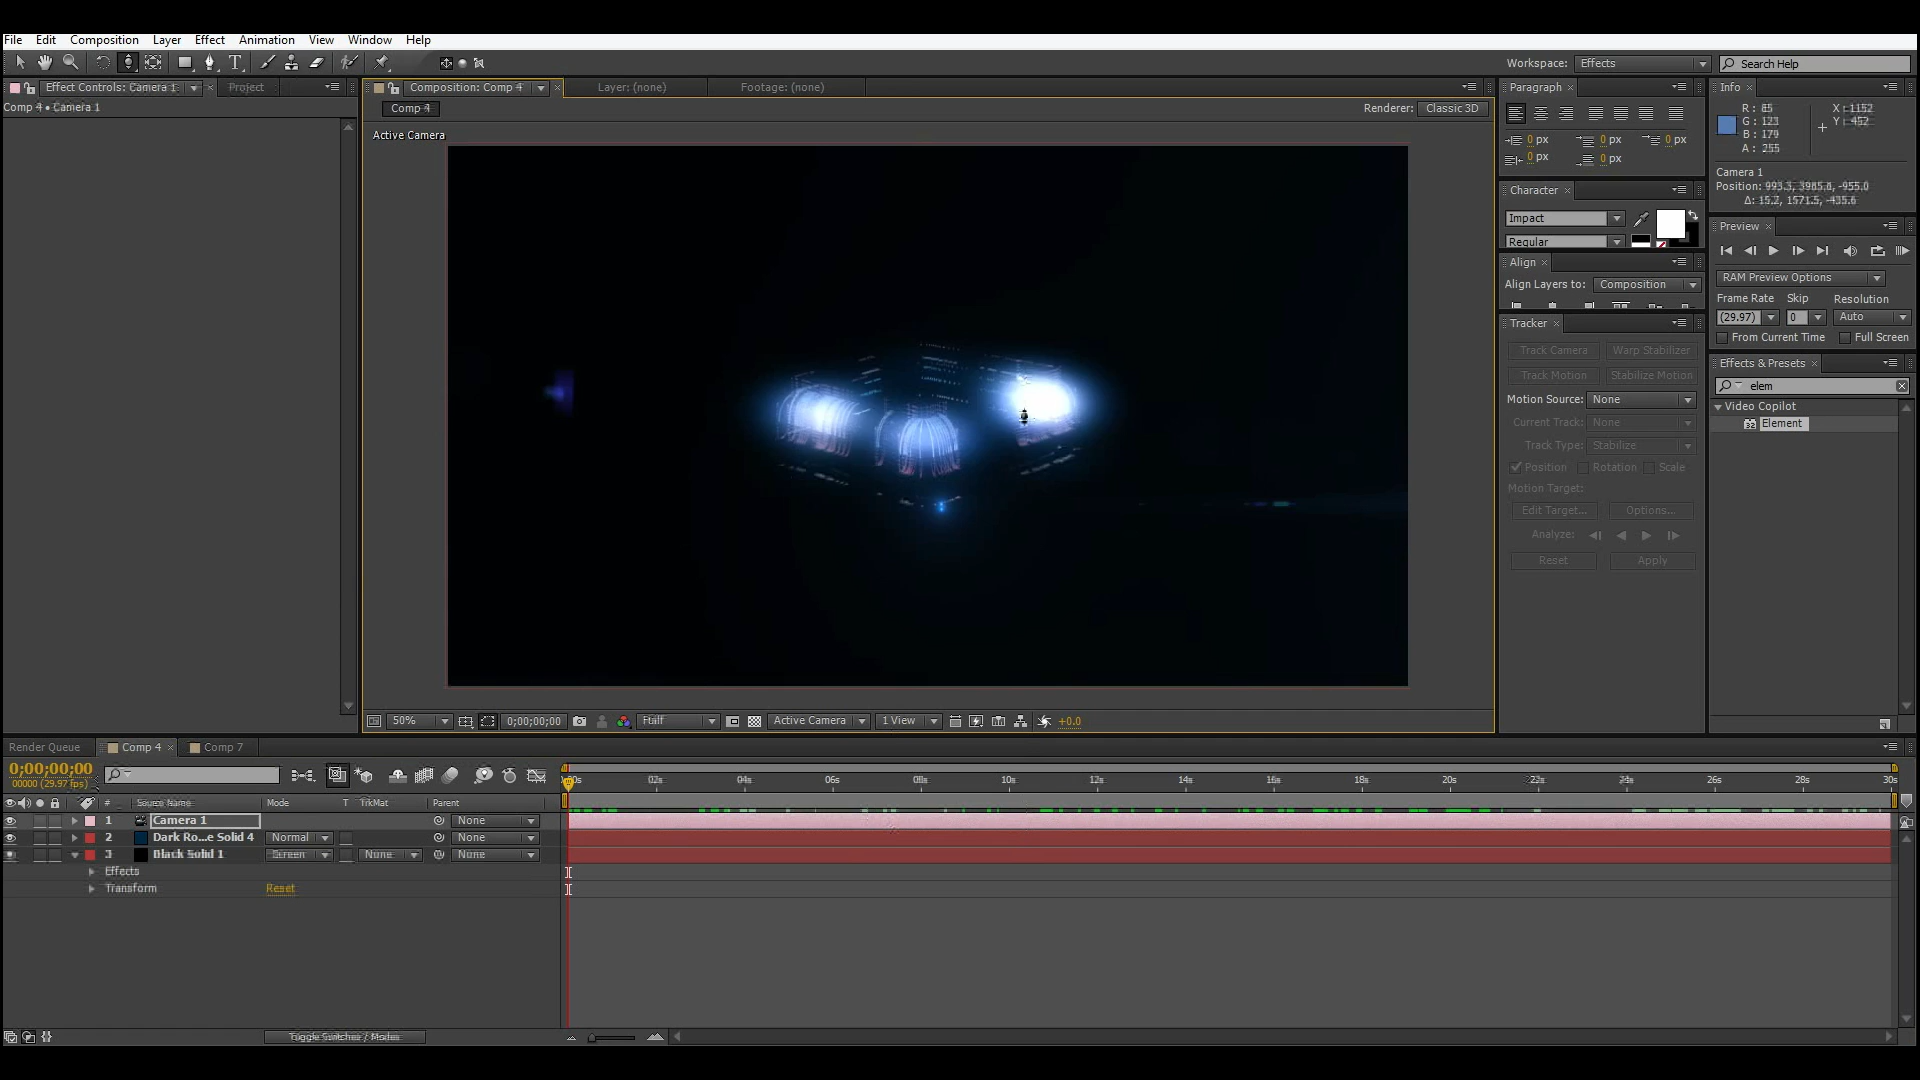 File Edit Composition Layer Effect Animation View Window Help
Workspace: Effects Search Help
Effect Controls: Camera 1 Project
Comp 4 • Camera 1
Composition: Comp 4 Layer: (none) Footage: (none)
Comp 4
Renderer: Classic 3D
Active Camera
50% 0;00;00;00 Active Camera 1 View +0.0
Paragraph
0 px 0 px 0 px
0 px 0 px
Character
Impact
Regular
Align
Align Layers to: Composition
Tracker
Track Camera Warp Stabilizer
Track Motion Stabilize Motion
Motion Source: None
Current Track: None
Track Type: Stabilize
Position Rotation Scale
Motion Target:
Edit Target... Options...
Analyze:
Reset Apply
Info
R : 85 X : 1152
G : 123 Y : 452
B : 179
A : 255
Camera 1
Position: 993.3, 3985.8, -955.0
Δ: 15.2, 1571.5, -435.6
Preview
RAM Preview Options
Frame Rate Skip Resolution
(29.97) 0 Auto
From Current Time Full Screen
Effects & Presets
elem
Video Copilot
32 Element
Render Queue Comp 4 Comp 7
0;00;00;00
00000 (29.97 fps)
02s 04s 06s 08s 10s 12s 14s 16s 18s 20s 22s 24s 26s 28s 30s
# Source Name Mode T TrkMat Parent
1 Camera 1 None
2 Dark Ro...e Solid 4 Normal None
3 Black Solid 1 Screen None None
Effects
Transform Reset
Toggle Switches / Modes